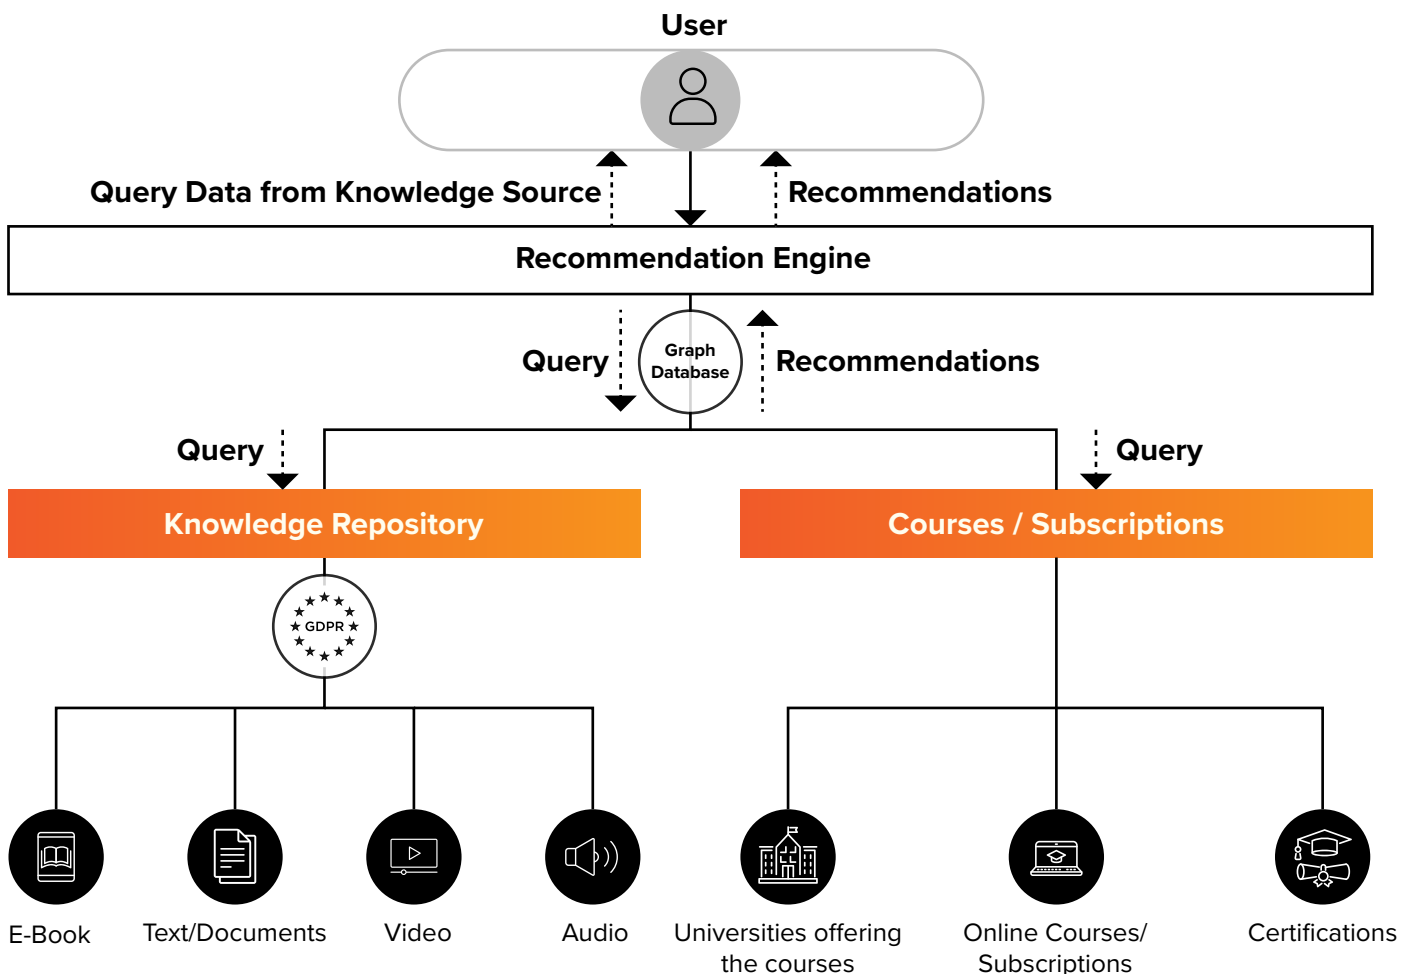 User
Query Data from Knowledge Source
Recommendations
Recommendation Engine
Query
Graph
Database
Recommendations
Query
Query
Knowledge Repository
Courses / Subscriptions
GDPR
E-Book
Text/Documents
Video
Audio
Universities offering
the courses
Online Courses/
Subscriptions
Certifications